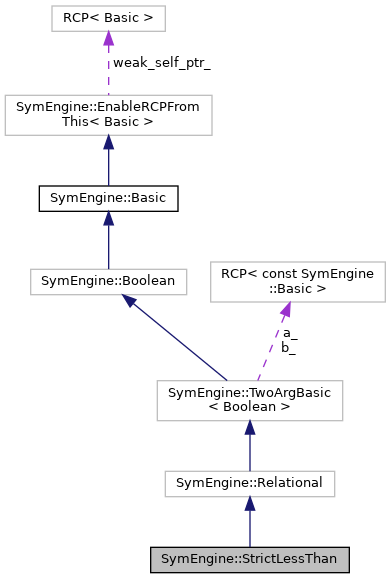 RCP< Basic >
weak_self_ptr_
SymEngine::EnableRCPFrom
This< Basic >
SymEngine::Basic
SymEngine::Boolean
RCP< const SymEngine
::Basic >
a_
b_
SymEngine::TwoArgBasic
< Boolean >
SymEngine::Relational
SymEngine::StrictLessThan